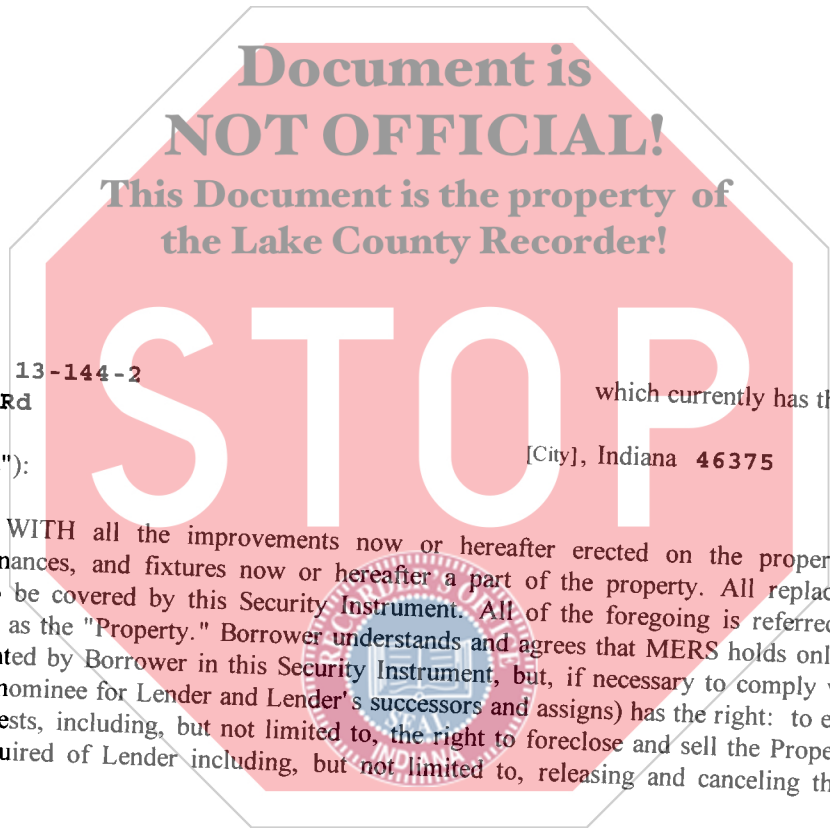 Document is
NOT OFFICIAL!
This Document is the property of
the Lake County Recorder!
STOP
13-144-2
which currently has th
Rd
[City], Indiana 46375
"):
WITH all the improvements now or hereafter erected on the proper
nances, and fixtures now or hereafter a part of the property. All replac
be covered by this Security Instrument. All of the foregoing is referred
as the "Property." Borrower understands and agrees that MERS holds onl
nted by Borrower in this Security Instrument, but, if necessary to comply
nominee for Lender and Lender's successors and assigns) has the right: to e
ests, including, but not limited to, the right to foreclose and sell the Prope
uired of Lender including, but not limited to, releasing and canceling th
RECORDER'S OFFICE
SEAL
INDIANA